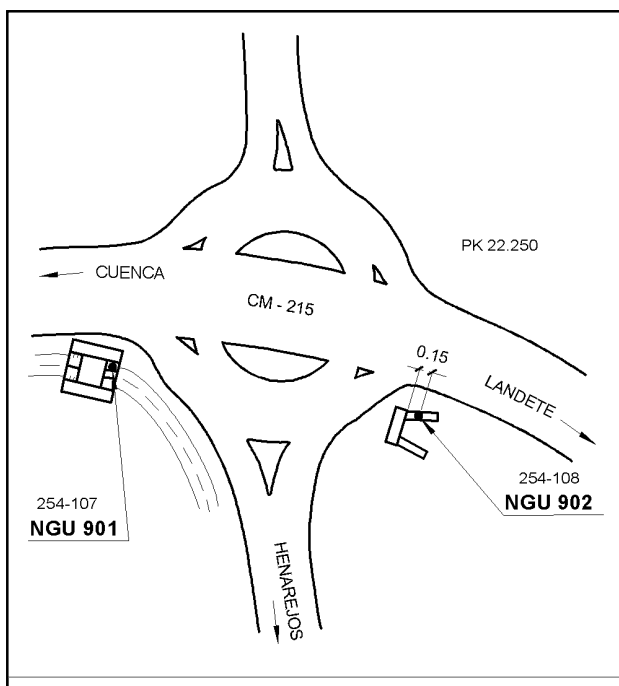 PK 22.250
CUENCA
CM - 215
0.15
LANDETE
254-107
NGU 901
254-108
NGU 902
HENAREJOS